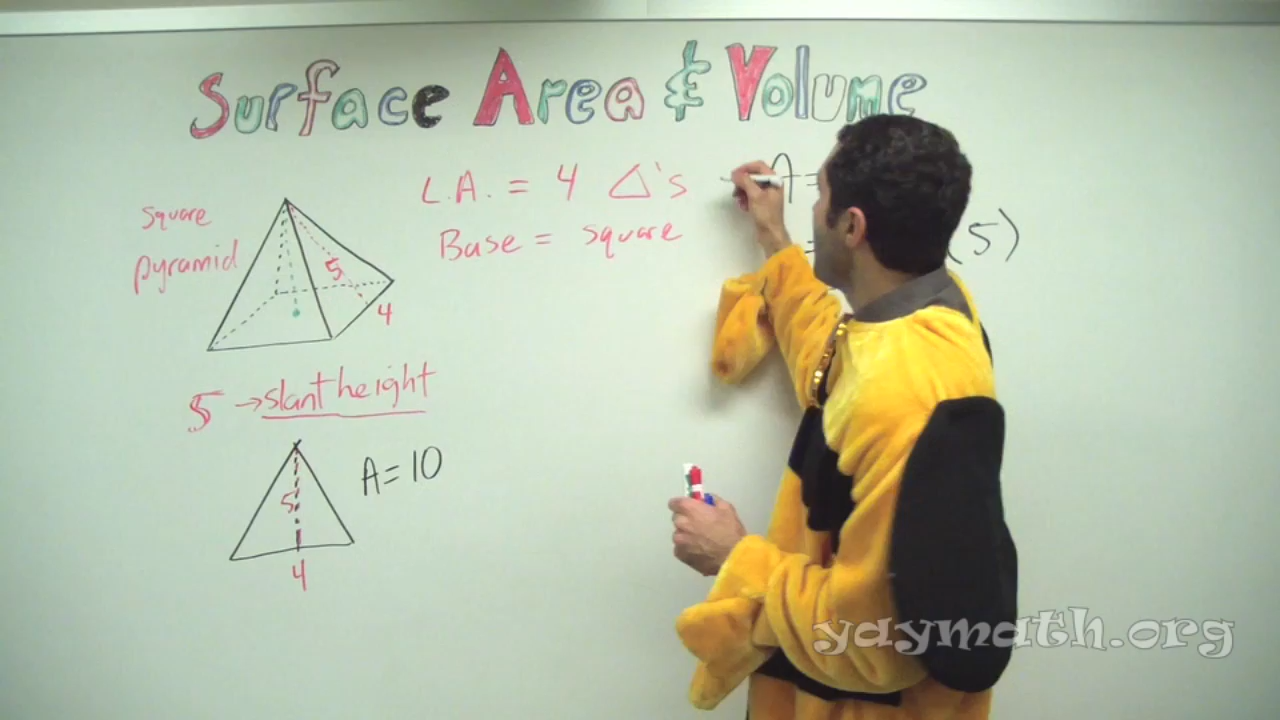 Surface Area & Volume
L.A. = 4 △'s
Base = square
A =
= (5)
square
pyramid
5
4
5 → slant height
A = 10
5
4
yaymath.org